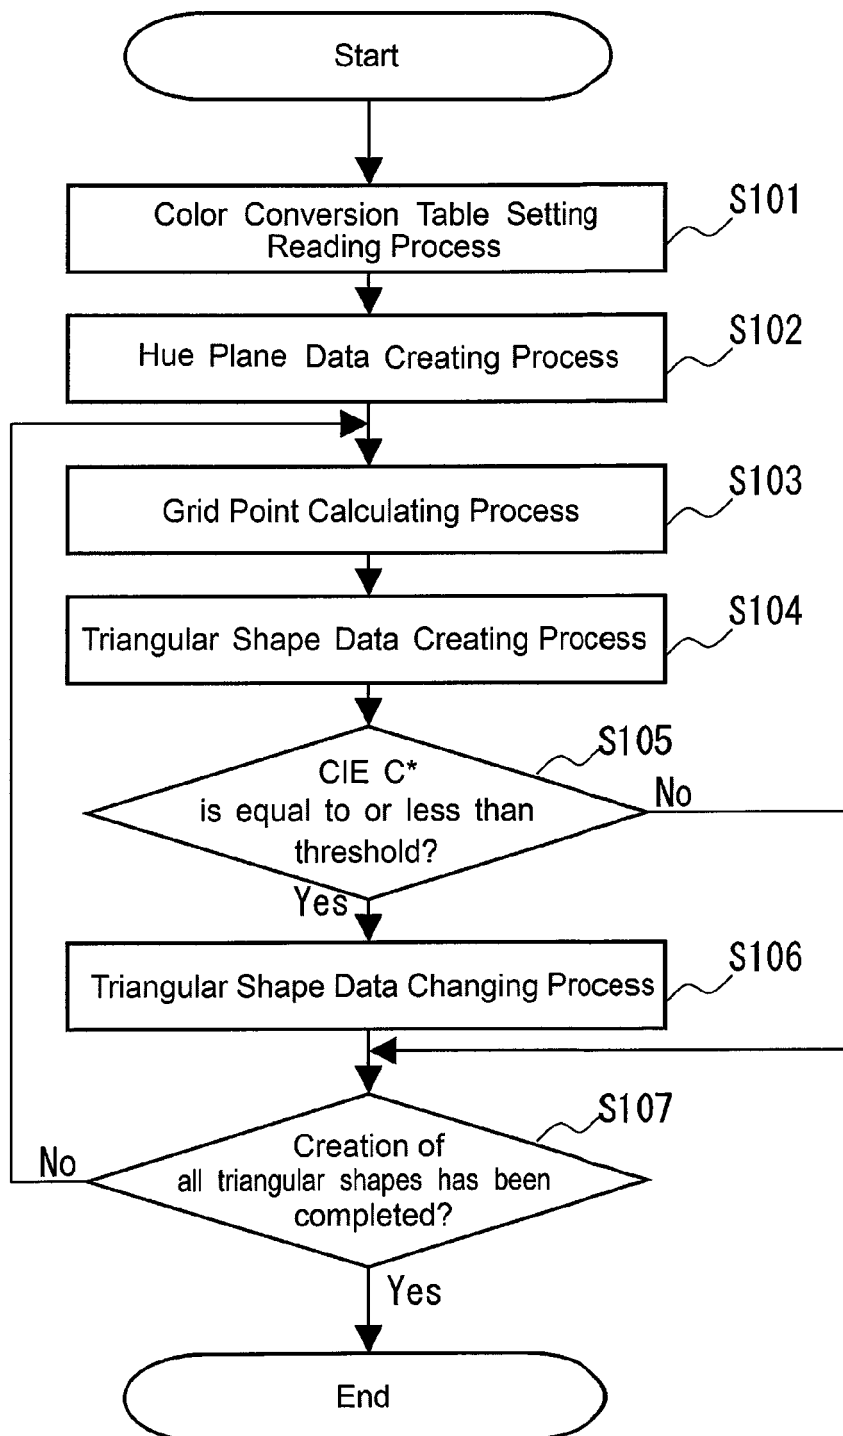 Start
S101
Color Conversion Table Setting
Reading Process
S102
Hue Plane Data Creating Process
S103
Grid Point Calculating Process
S104
Triangular Shape Data Creating Process
S105
CIE C*
is equal to or less than
threshold?
No
Yes
S106
Triangular Shape Data Changing Process
S107
Creation of
all triangular shapes has been
completed?
No
Yes
End